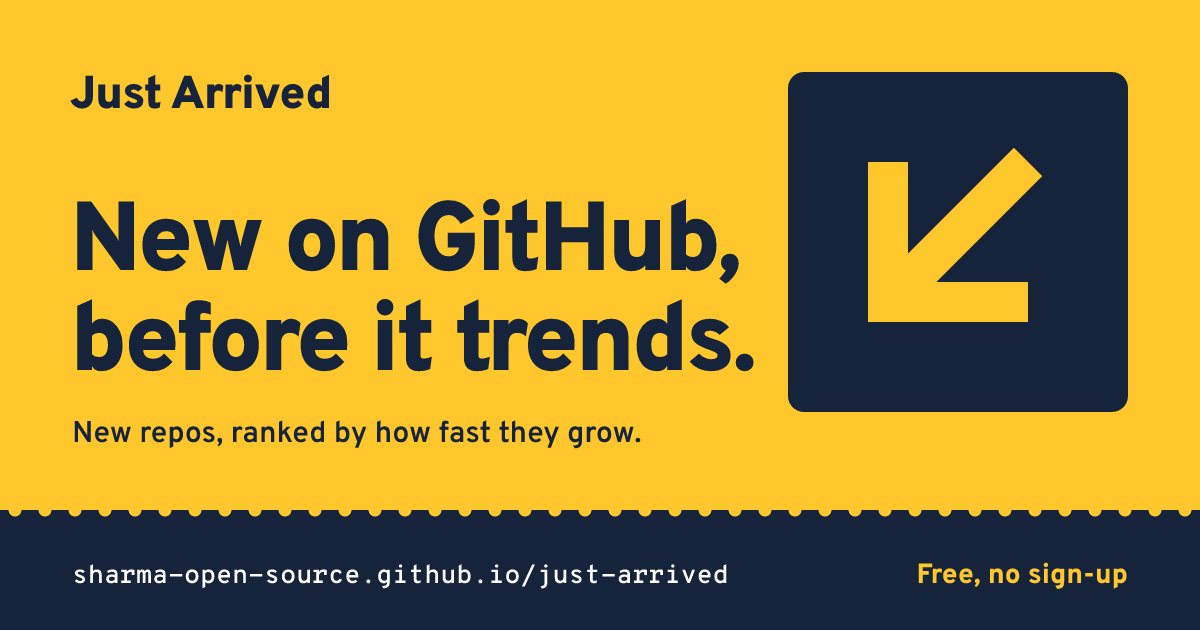 Just Arrived
New on GitHub,
before it trends.
New repos, ranked by how fast they grow.
sharma-open-source.github.io/just-arrived
Free, no sign-up